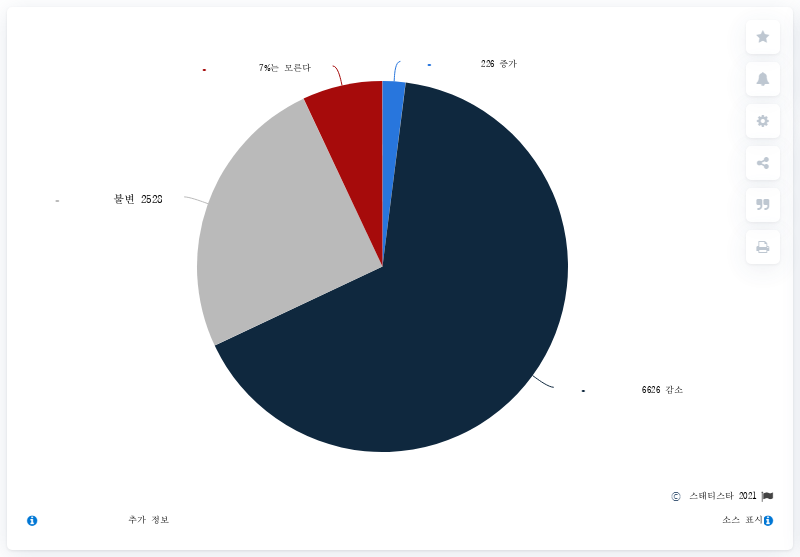 226 증가
7%는 모른다
불변 2528
6626 감소
© 스태티스타 2021
추가 정보
소스 표시